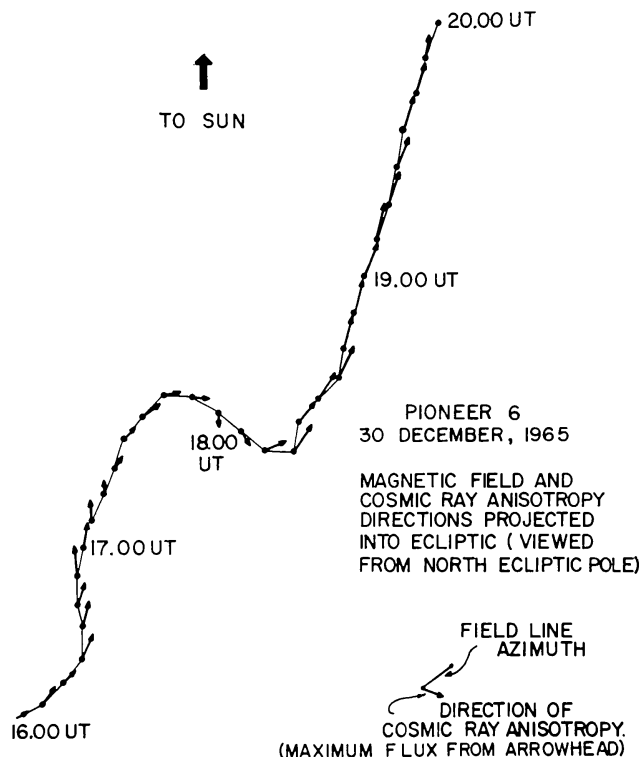 20.00 UT
TO SUN
19.00 UT
PIONEER 6
30 DECEMBER, 1965
18.00
UT
MAGNETIC FIELD AND
COSMIC RAY ANISOTROPY
DIRECTIONS PROJECTED
INTO ECLIPTIC (VIEWED
FROM NORTH ECLIPTIC POLE)
17.00 UT
FIELD LINE
AZIMUTH
16.00 UT
DIRECTION OF
COSMIC RAY ANISOTROPY.
(MAXIMUM FLUX FROM ARROWHEAD)